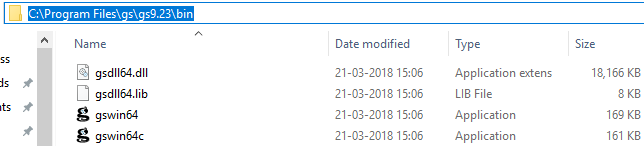 C:\Program Files\gs\gs9.23\bin
Name Date modified Type Size
ss
gsdll64.dll 21-03-2018 15:06 Application extens 18,166 KB
ds
gsdll64.lib 21-03-2018 15:06 LIB File 8 KB
nts
gswin64 21-03-2018 15:06 Application 169 KB
gswin64c 21-03-2018 15:06 Application 161 KB